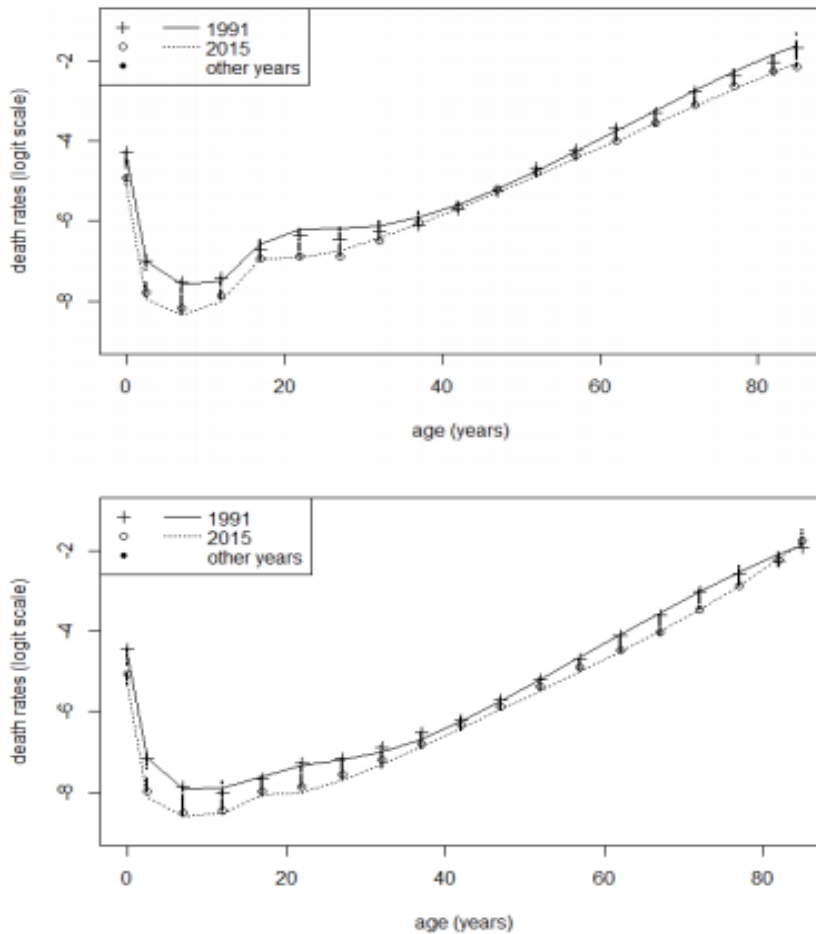 1991
2015
other years
death rates (logit scale)
-2
-4
-6
-8
0 20 40 60 80
age (years)
1991
2015
other years
death rates (logit scale)
-2
-4
-6
-8
0 20 40 60 80
age (years)